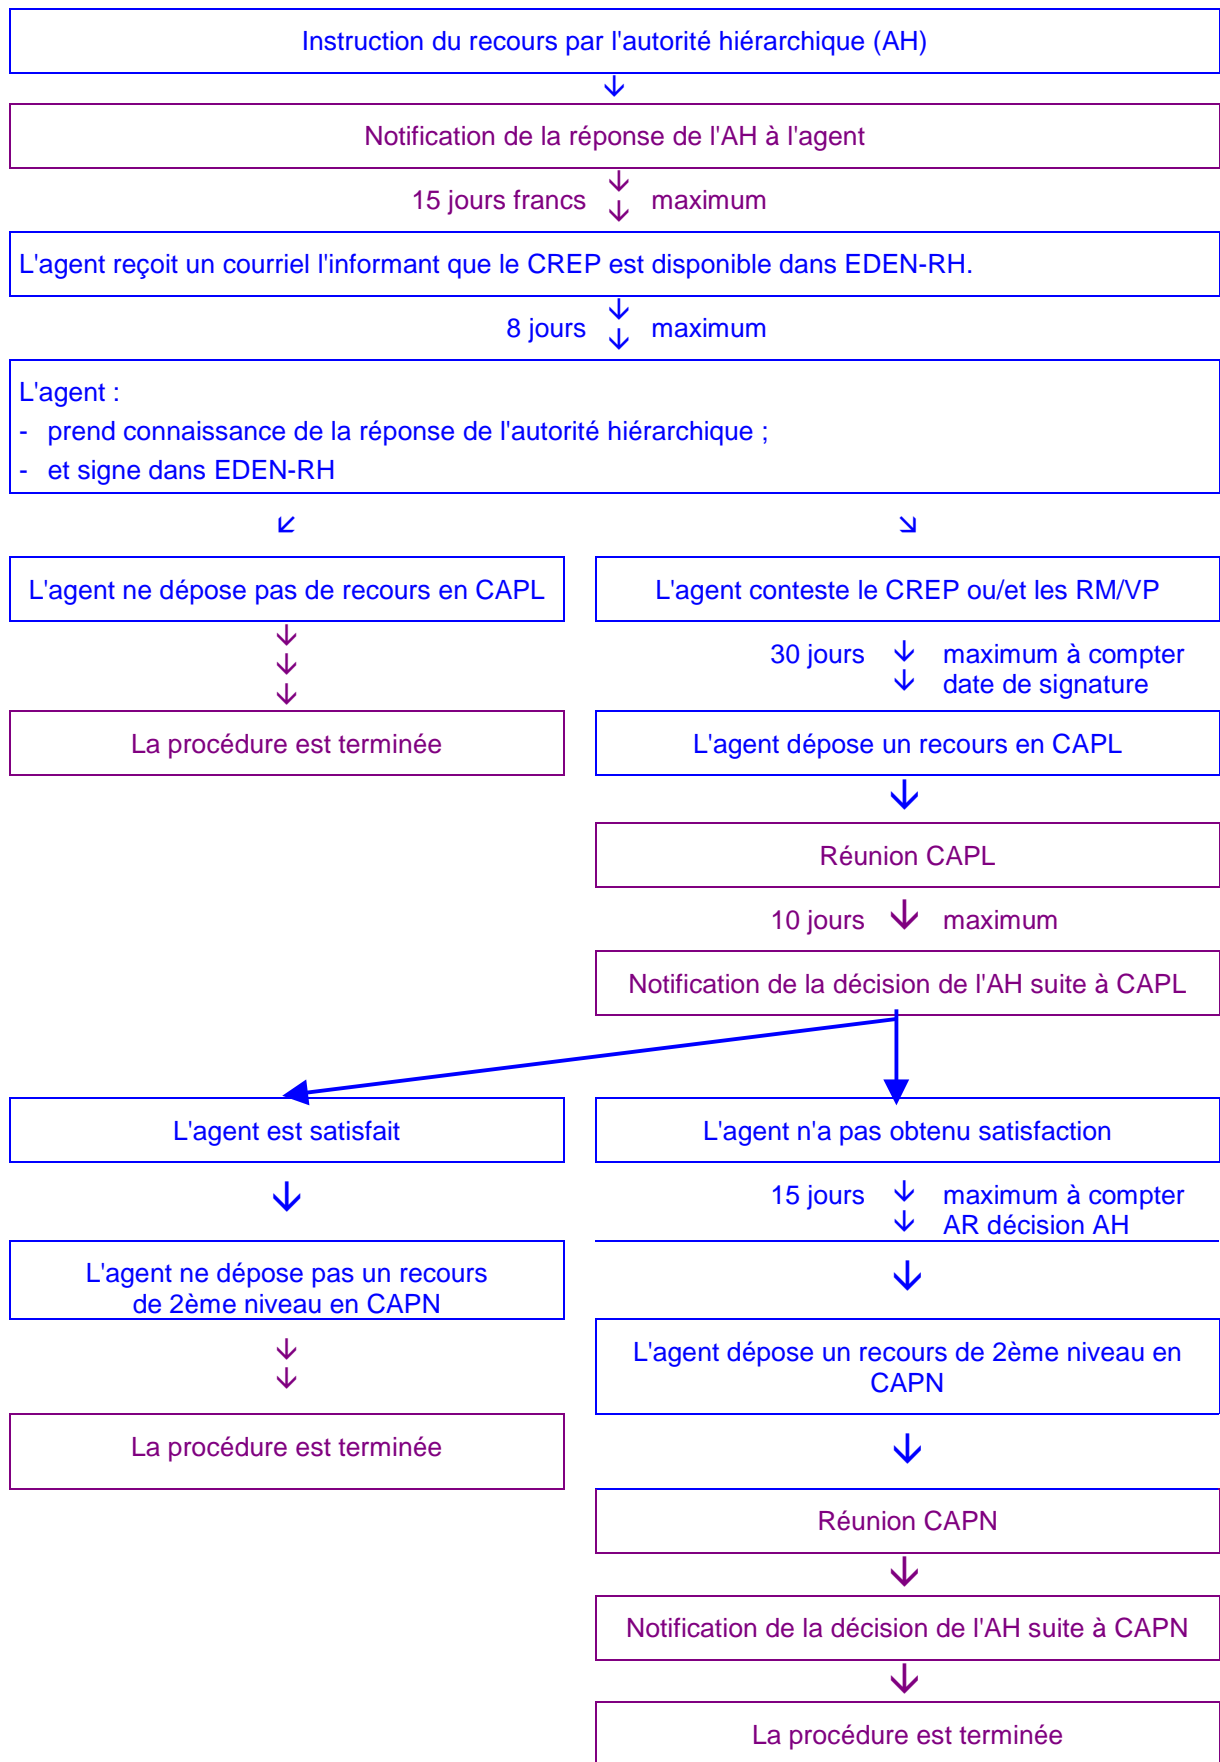 Instruction du recours par l'autorité hiérarchique (AH)
Notification de la réponse de l'AH à l'agent
15 jours francs maximum
L'agent reçoit un courriel l'informant que le CREP est disponible dans EDEN-RH.
8 jours maximum
L'agent :
- prend connaissance de la réponse de l'autorité hiérarchique ;
- et signe dans EDEN-RH
L'agent ne dépose pas de recours en CAPL
L'agent conteste le CREP ou/et les RM/VP
30 jours maximum à compter
date de signature
La procédure est terminée
L'agent dépose un recours en CAPL
Réunion CAPL
10 jours maximum
Notification de la décision de l'AH suite à CAPL
L'agent est satisfait
L'agent n'a pas obtenu satisfaction
15 jours maximum à compter
AR décision AH
L'agent ne dépose pas un recours
de 2ème niveau en CAPN
L'agent dépose un recours de 2ème niveau en
CAPN
La procédure est terminée
Réunion CAPN
Notification de la décision de l'AH suite à CAPN
La procédure est terminée